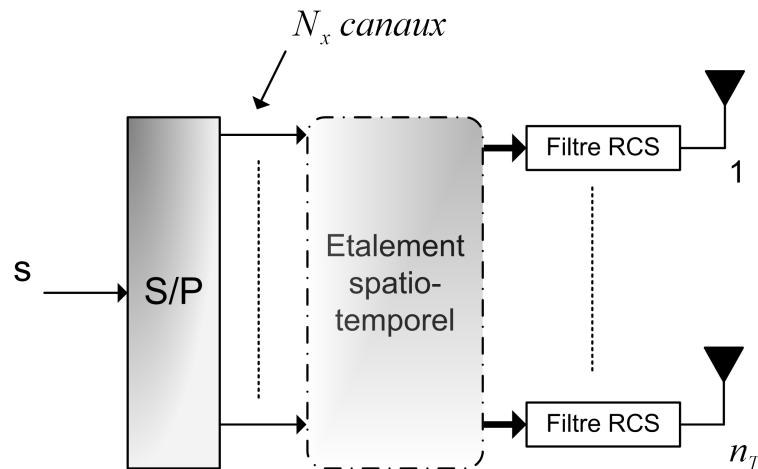 N_x canaux
Filtre RCS
1
s
S/P
Etalement
spatio-
temporel
Filtre RCS
n_T